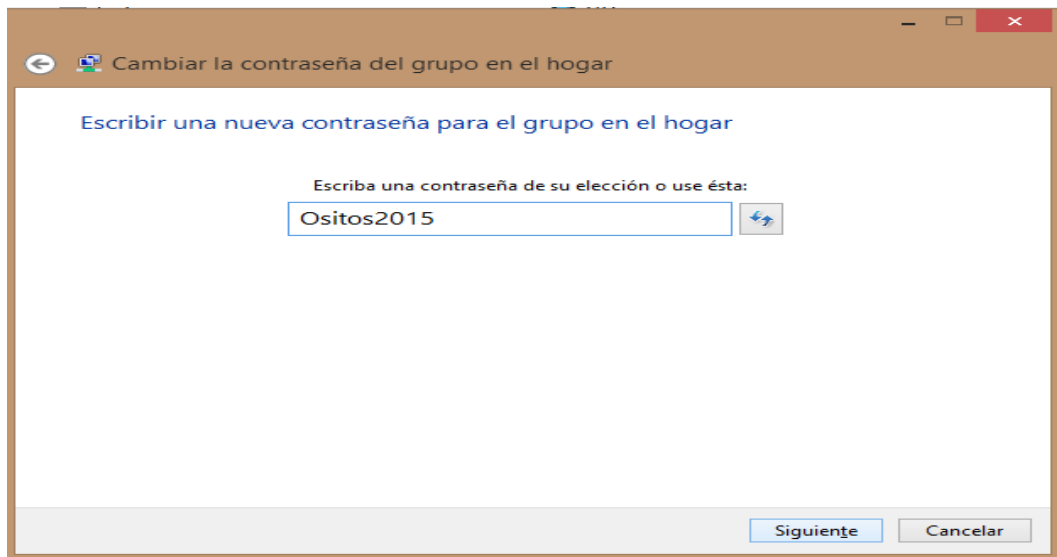 Cambiar la contraseña del grupo en el hogar
Escribir una nueva contraseña para el grupo en el hogar
Escriba una contraseña de su elección o use ésta:
Ositos2015
Siguiente
Cancelar